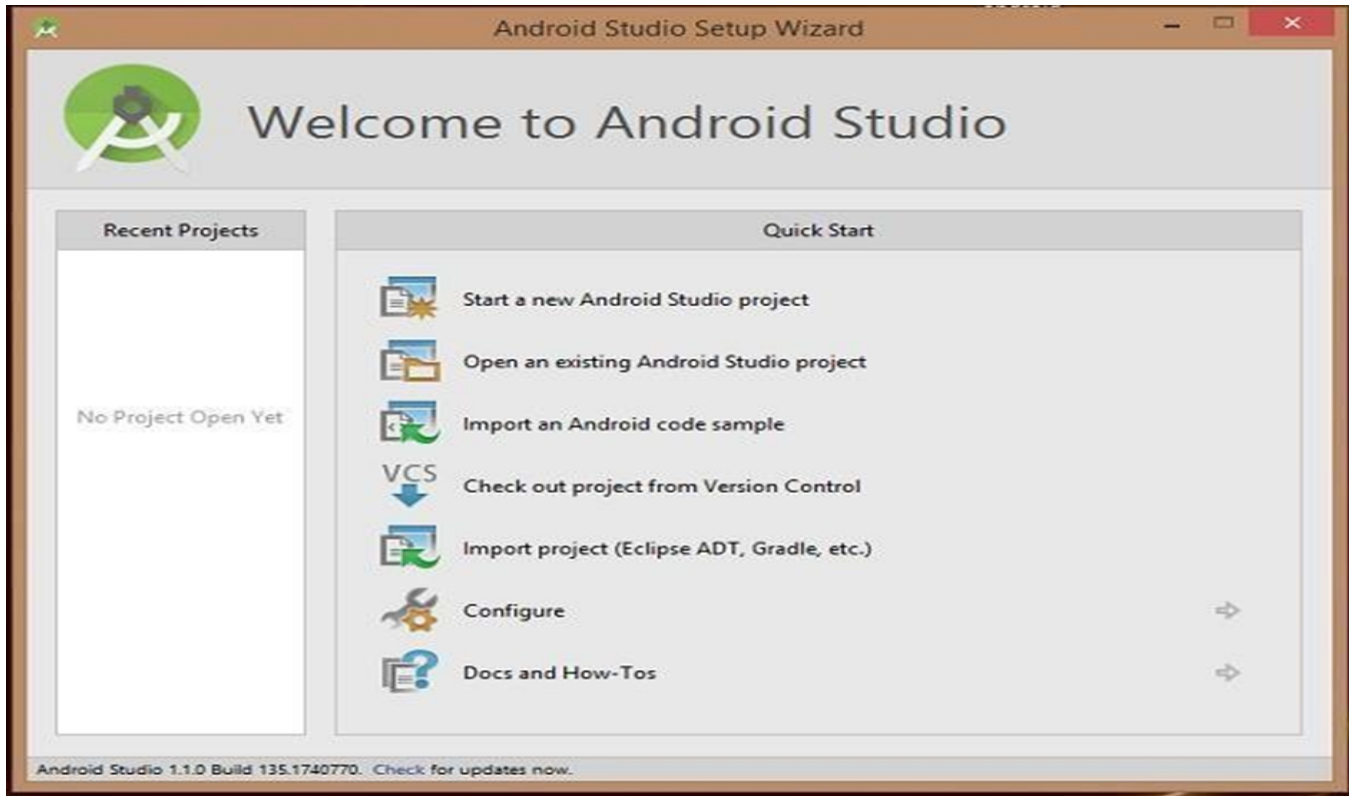 Android Studio Setup Wizard
Welcome to Android Studio
Recent Projects
No Project Open Yet
Quick Start
Start a new Android Studio project
Open an existing Android Studio project
Import an Android code sample
VCS
Check out project from Version Control
Import project (Eclipse ADT, Gradle, etc.)
Configure
Docs and How-Tos
Android Studio 1.1.0 Build 135.1740770. Check for updates now.